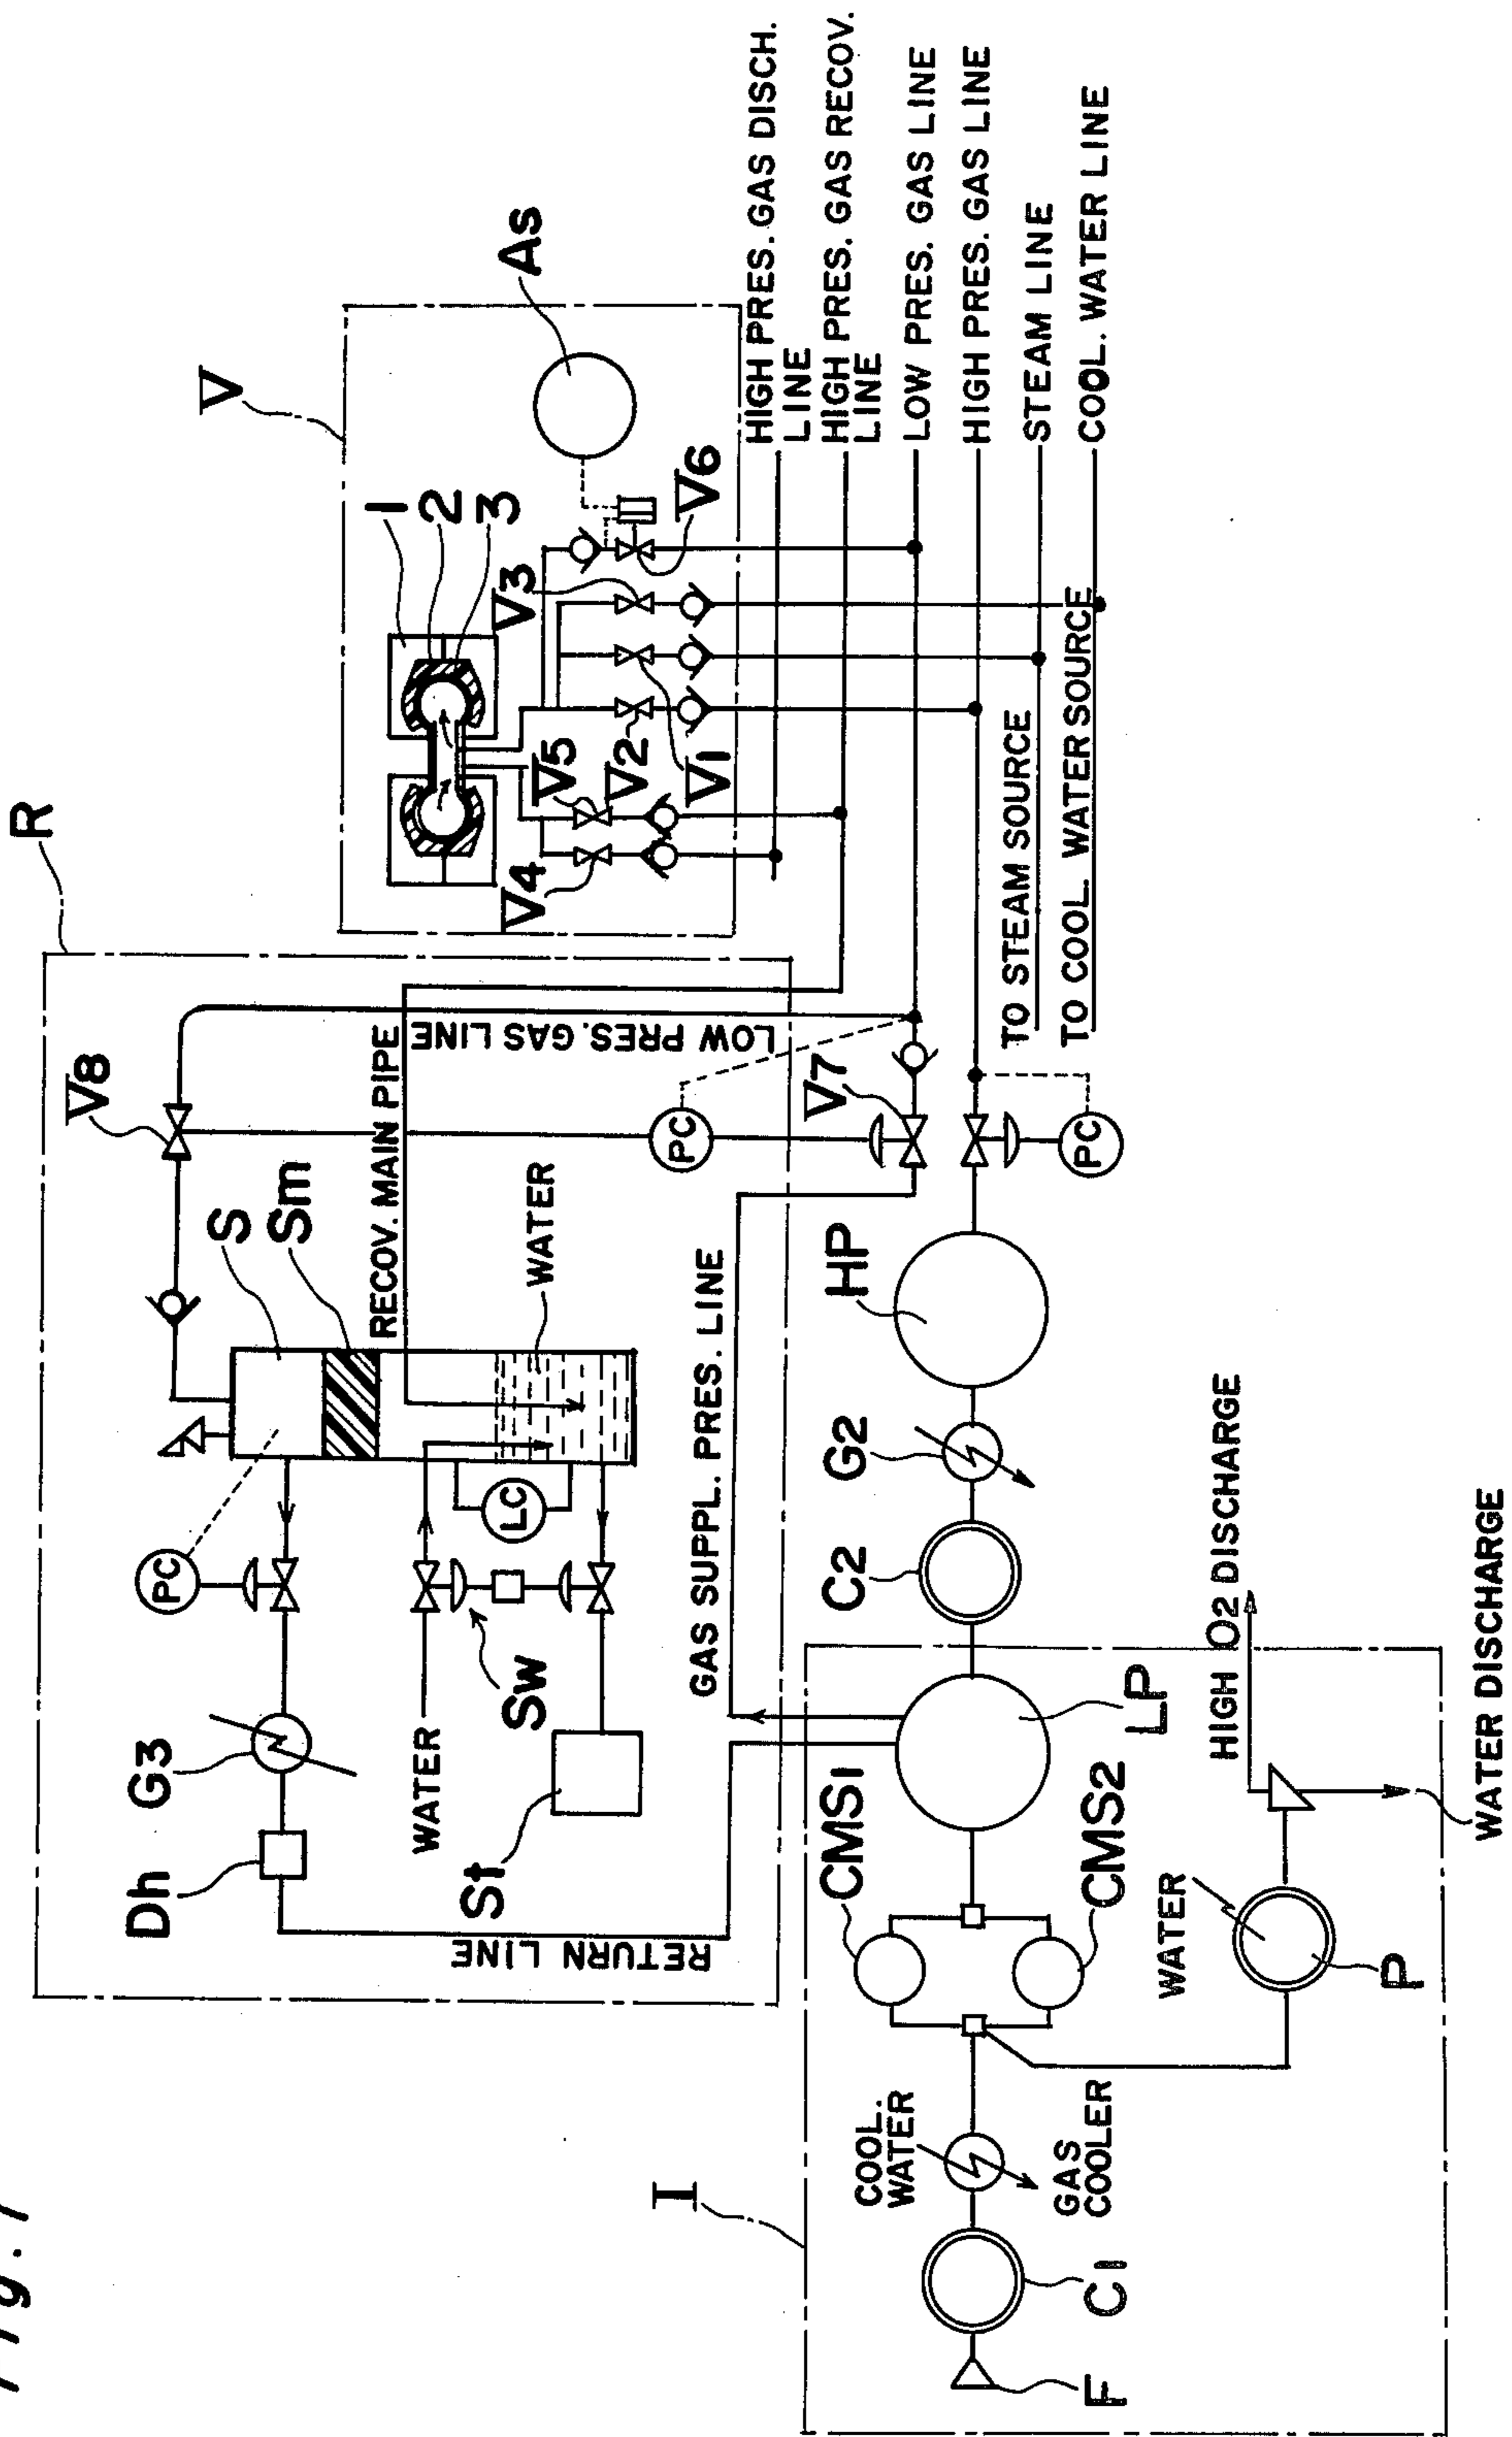 Fig. 1
R
V
As
1
2
3
V3
V6
V5
V2
V1
V4
HIGH PRES. GAS DISCH.
LINE
HIGH PRES. GAS RECOV.
LINE
LOW PRES. GAS LINE
HIGH PRES. GAS LINE
STEAM LINE
COOL. WATER LINE
TO STEAM SOURCE
TO COOL. WATER SOURCE
V8
S
Sm
RECOV. MAIN PIPE
LOW PRES. GAS LINE
WATER
PC
LC
PC
V7
PC
G3
Dh
WATER
Sw
St
RETURN LINE
GAS SUPPL. PRES. LINE
HP
G2
C2
LP
CMS1
CMS2
HIGH O2 DISCHARGE
WATER DISCHARGE
WATER
P
I
COOL.
WATER
GAS
COOLER
C1
F